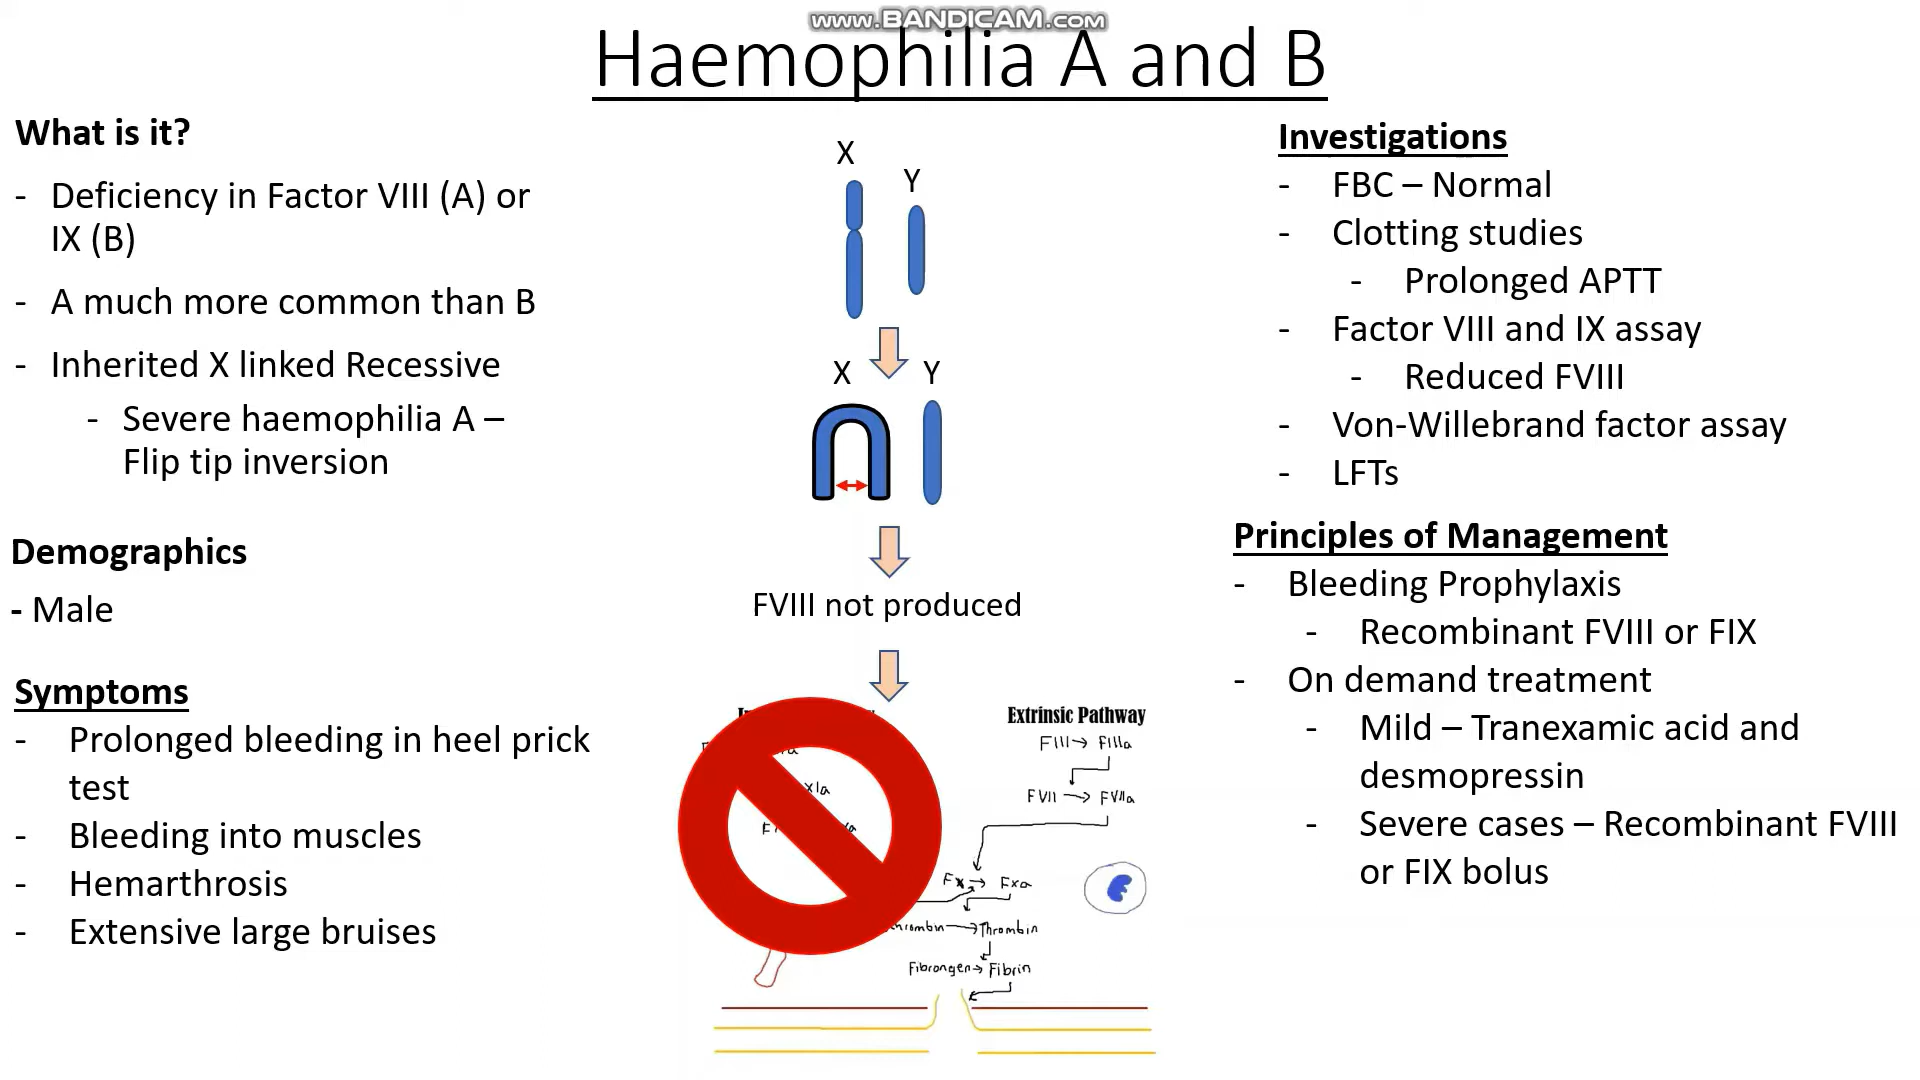 www.BANDICAM.com
Haemophilia A and B
What is it?
- Deficiency in Factor VIII (A) or
IX (B)
- A much more common than B
- Inherited X linked Recessive
- Severe haemophilia A –
Flip tip inversion
Demographics
- Male
Symptoms
- Prolonged bleeding in heel prick
test
- Bleeding into muscles
- Hemarthrosis
- Extensive large bruises
X
Y
X Y
FVIII not produced
Extrinsic Pathway
FIII → FIIIa
XIa
FVII → FVIIa
Fx → Fxa
Thrombin
Fibrongen → Fibrin
Investigations
- FBC – Normal
- Clotting studies
- Prolonged APTT
- Factor VIII and IX assay
- Reduced FVIII
- Von-Willebrand factor assay
- LFTs
Principles of Management
- Bleeding Prophylaxis
- Recombinant FVIII or FIX
- On demand treatment
- Mild – Tranexamic acid and
desmopressin
- Severe cases – Recombinant FVIII
or FIX bolus